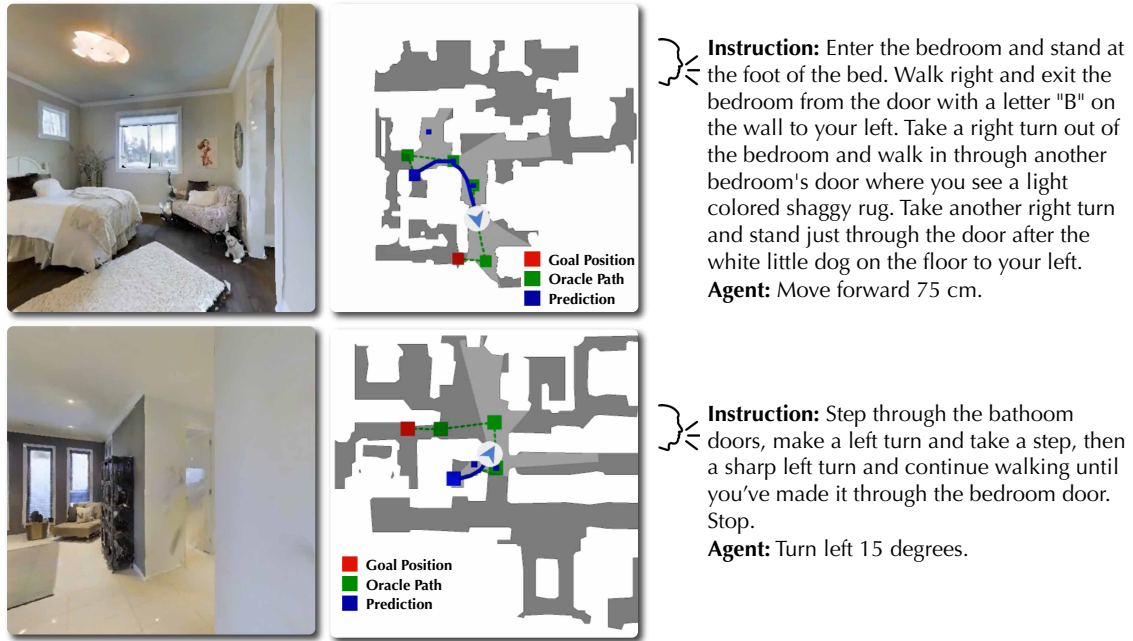 Goal Position
Oracle Path
Prediction
Instruction: Enter the bedroom and stand at
the foot of the bed. Walk right and exit the
bedroom from the door with a letter "B" on
the wall to your left. Take a right turn out of
the bedroom and walk in through another
bedroom's door where you see a light
colored shaggy rug. Take another right turn
and stand just through the door after the
white little dog on the floor to your left.
Agent: Move forward 75 cm.
Goal Position
Oracle Path
Prediction
Instruction: Step through the bathoom
doors, make a left turn and take a step, then
a sharp left turn and continue walking until
you’ve made it through the bedroom door.
Stop.
Agent: Turn left 15 degrees.